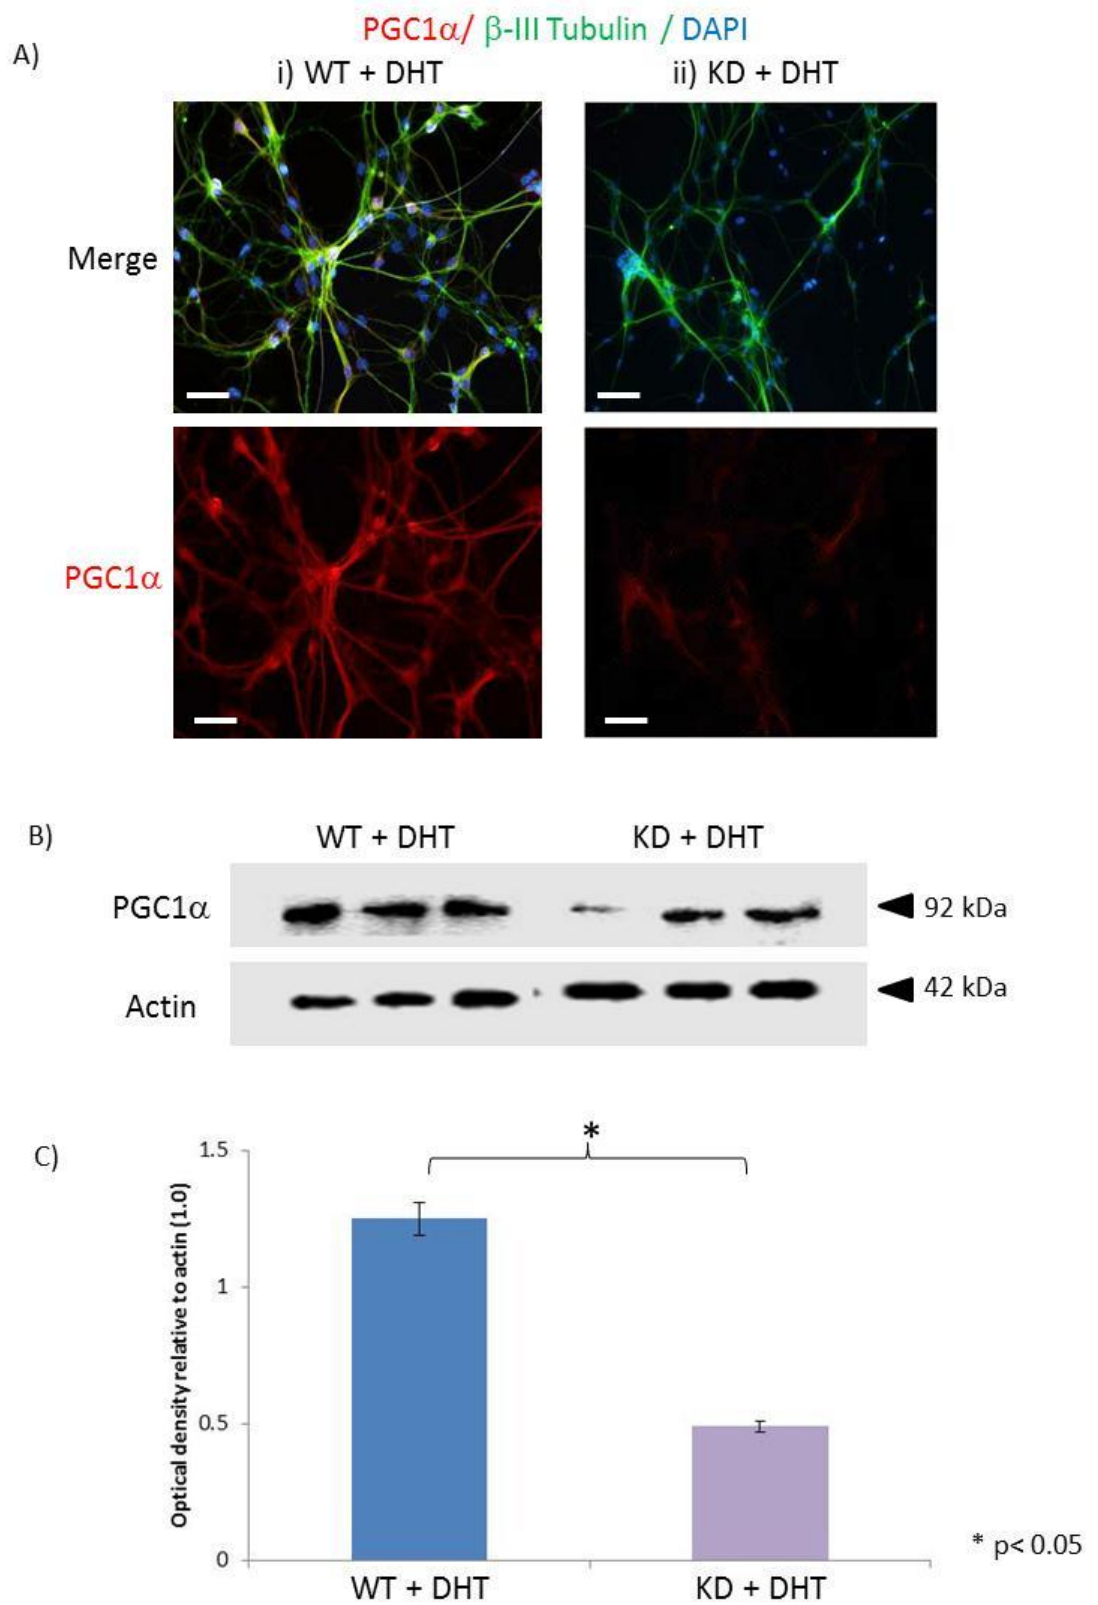 PGC1α/ β-III Tubulin / DAPI
A)
i) WT + DHT
ii) KD + DHT
Merge
PGC1α
B)
WT + DHT
KD + DHT
PGC1α
92 kDa
Actin
42 kDa
C)
*
1.5
1
0.5
0
Optical density relative to actin (1.0)
WT + DHT
KD + DHT
* p< 0.05